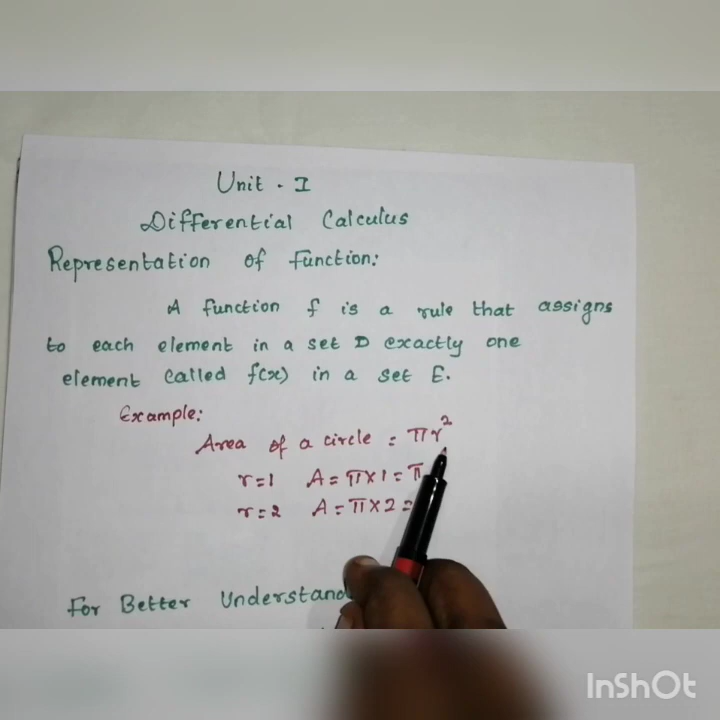 Unit - I
Differential Calculus
Representation of Function:
A function f is a rule that assigns
to each element in a set D exactly one
element called f(x) in a set E.
Example:
Area of a circle = πr²
r=1 A = π×1 = π
r=2 A = π×2 =
For Better Understand
InShOt